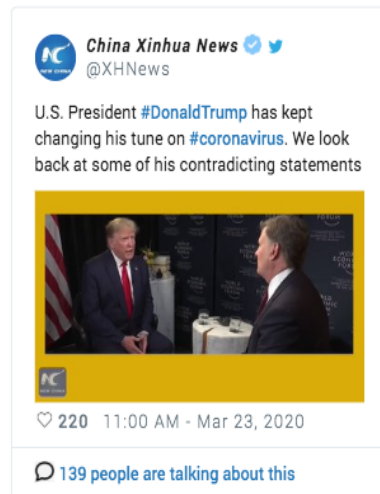 China Xinhua News
@XHNews
U.S. President #DonaldTrump has kept
changing his tune on #coronavirus. We look
back at some of his contradicting statements
220 11:00 AM - Mar 23, 2020
139 people are talking about this